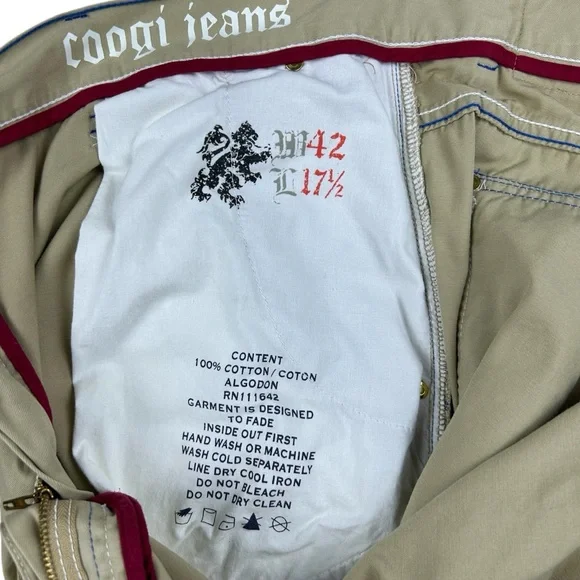 coogi jeans
W42
L17½
CONTENT
100% COTTON/COTON
ALGODON
RN111642
GARMENT IS DESIGNED
TO FADE
INSIDE OUT FIRST
HAND WASH OR MACHINE
WASH COLD SEPARATELY
LINE DRY COOL IRON
DO NOT BLEACH
DO NOT DRY CLEAN